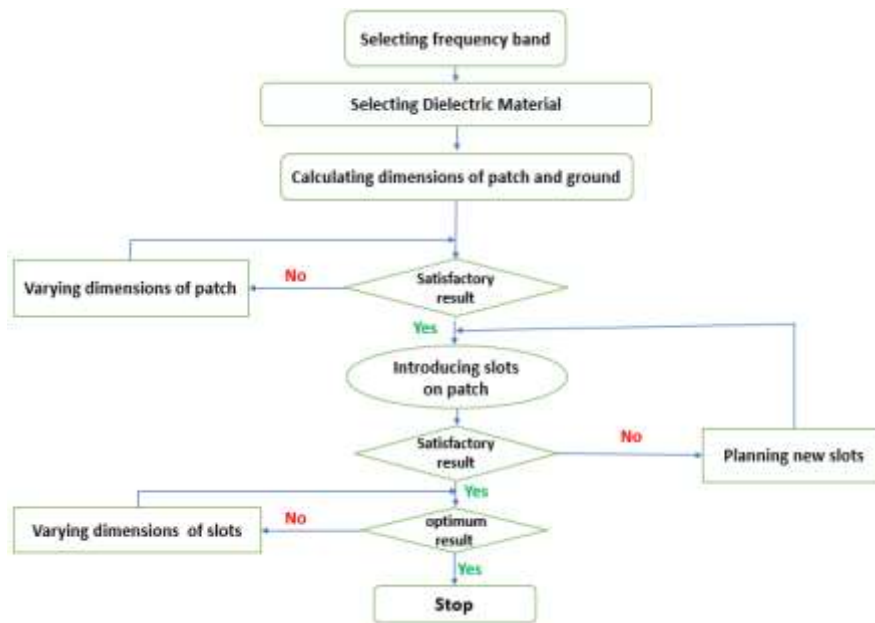 Selecting frequency band
Selecting Dielectric Material
Calculating dimensions of patch and ground
Varying dimensions of patch
No
Satisfactory
result
Yes
Introducing slots
on patch
Satisfactory
result
No
Planning new slots
Yes
Varying dimensions of slots
No
optimum
result
Yes
Stop